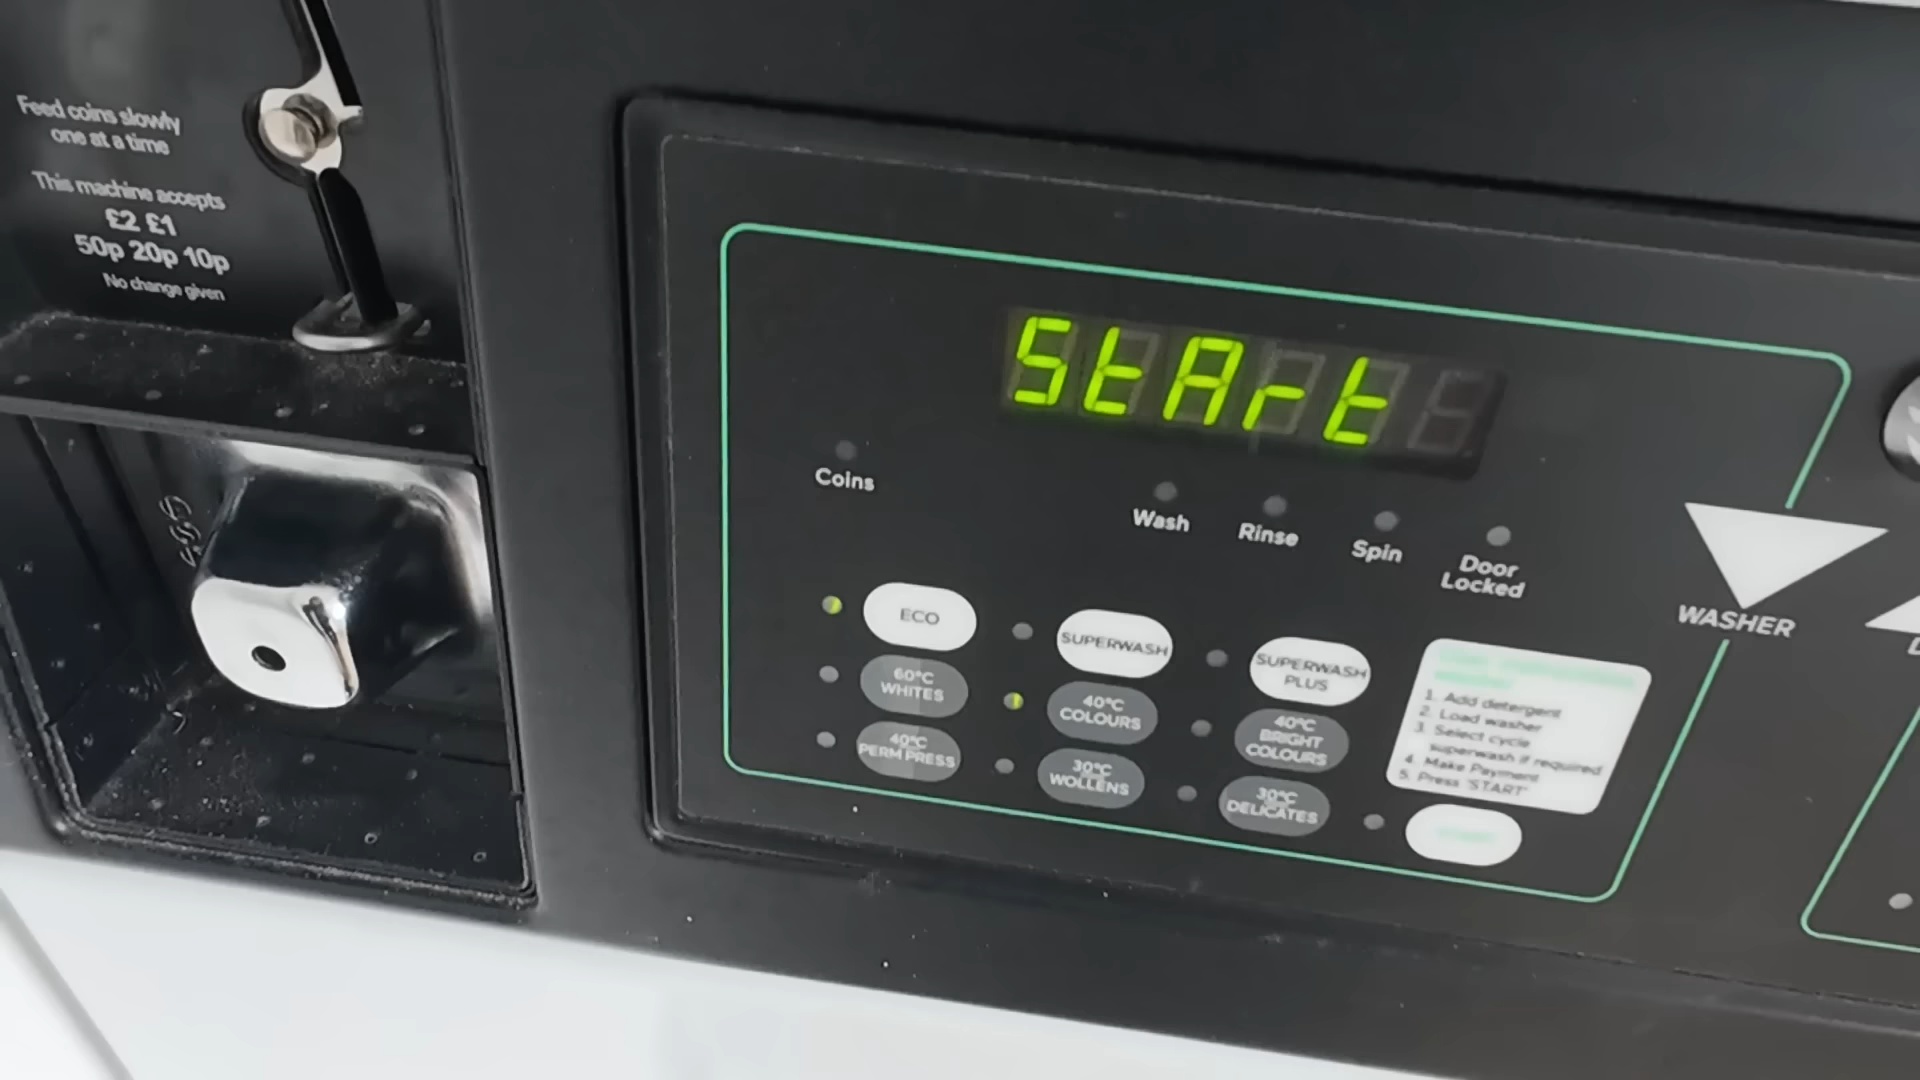 Feed coins slowly
one at a time
This machine accepts
£2 £1
50p 20p 10p
No change given
StArt
Coins
Wash
Rinse
Spin
Door
Locked
WASHER
ECO
SUPERWASH
SUPERWASH
PLUS
60°C
WHITES
40°C
COLOURS
40°C
BRIGHT
COLOURS
40°C
PERM PRESS
30°C
WOLLENS
30°C
DELICATES
1. Add detergent
2. Load washer
3. Select cycle
superwash if required
4. Make Payment
5. Press 'START'